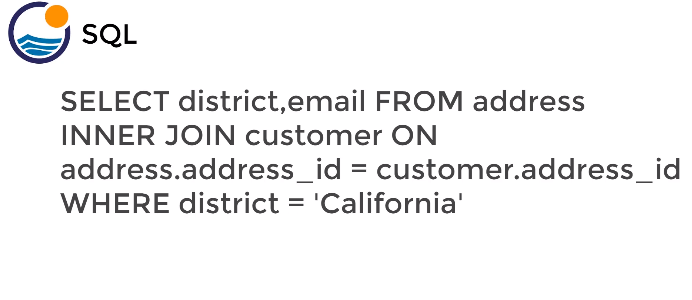 SQL
SELECT district,email FROM address
INNER JOIN customer ON
address.address_id = customer.address_id
WHERE district = 'California'